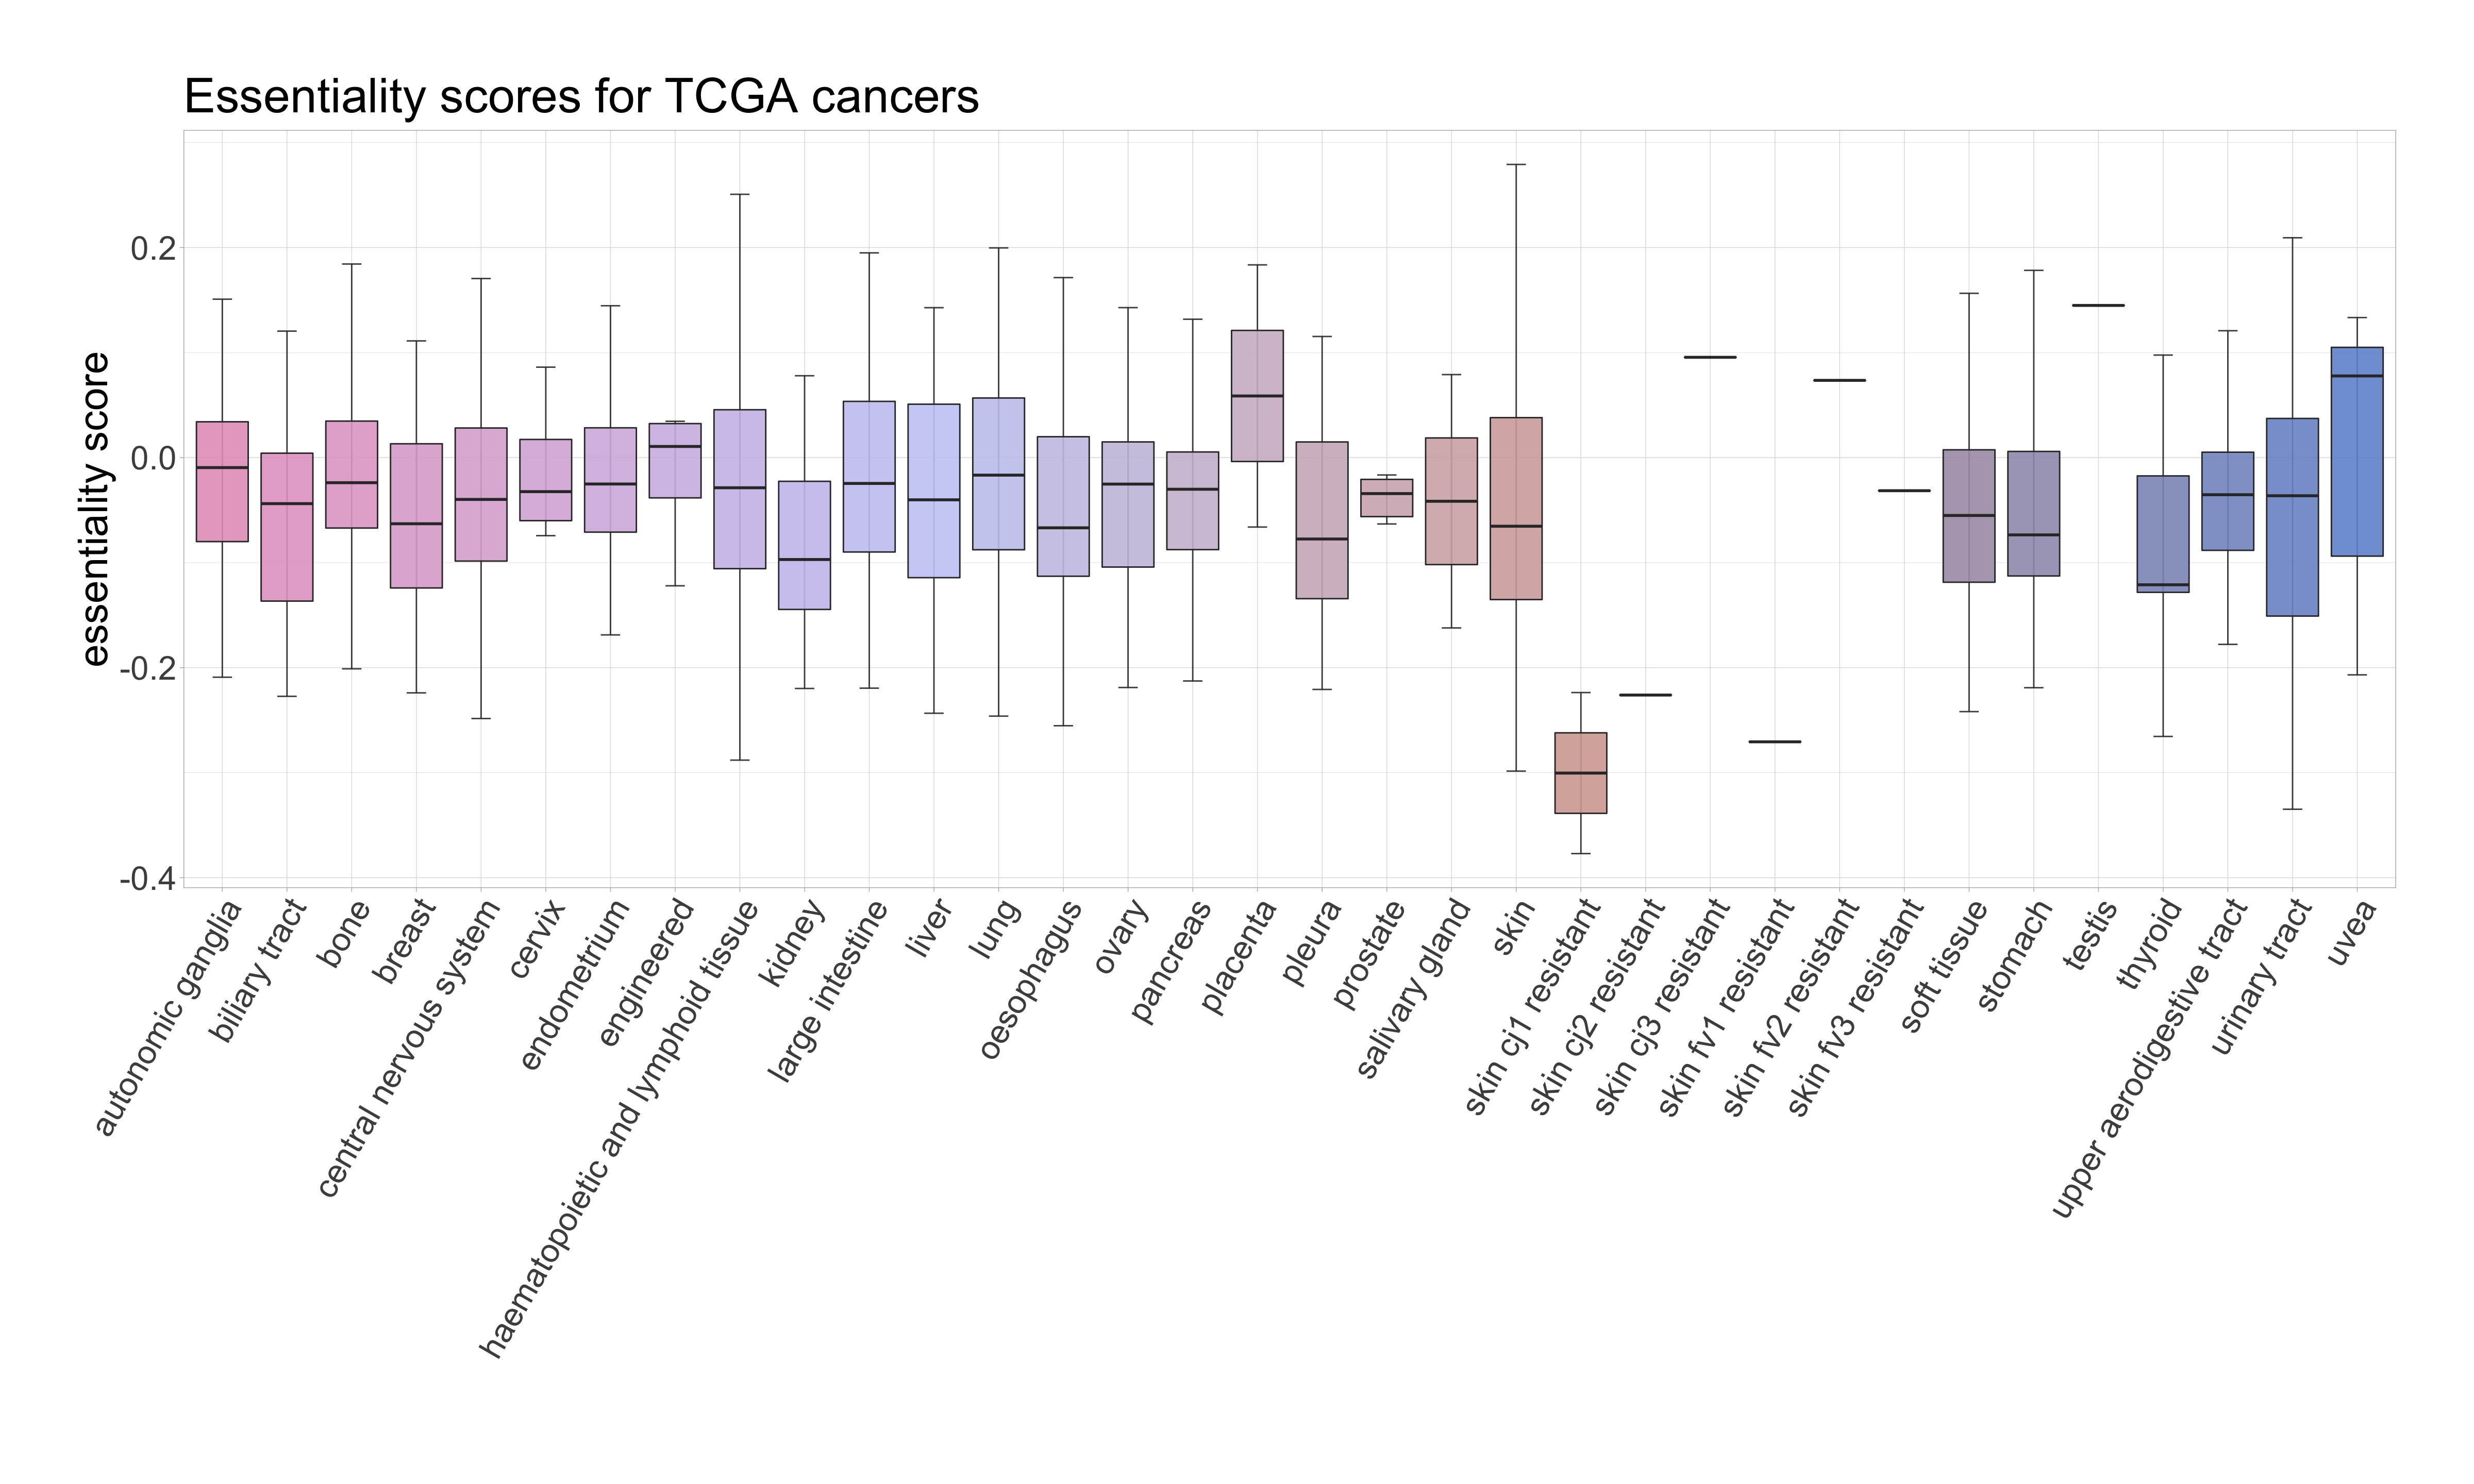 Essentiality scores for TCGA cancers
essentiality score
0.2
0.0
-0.2
-0.4
autonomic ganglia
biliary tract
bone
breast
central nervous system
cervix
endometrium
engineered
haematopoietic and lymphoid tissue
kidney
large intestine
liver
lung
oesophagus
ovary
pancreas
placenta
pleura
prostate
salivary gland
skin
skin cj1 resistant
skin cj2 resistant
skin cj3 resistant
skin fv1 resistant
skin fv2 resistant
skin fv3 resistant
soft tissue
stomach
testis
thyroid
upper aerodigestive tract
urinary tract
uvea